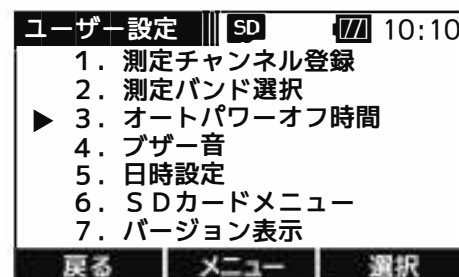 ユーザー設定 SD 10:10
1. 測定チャンネル登録
2. 測定バンド選択
▶ 3. オートパワーオフ時間
4. ブザー音
5. 日時設定
6. SDカードメニュー
7. バージョン表示
戻る メニュー 選択